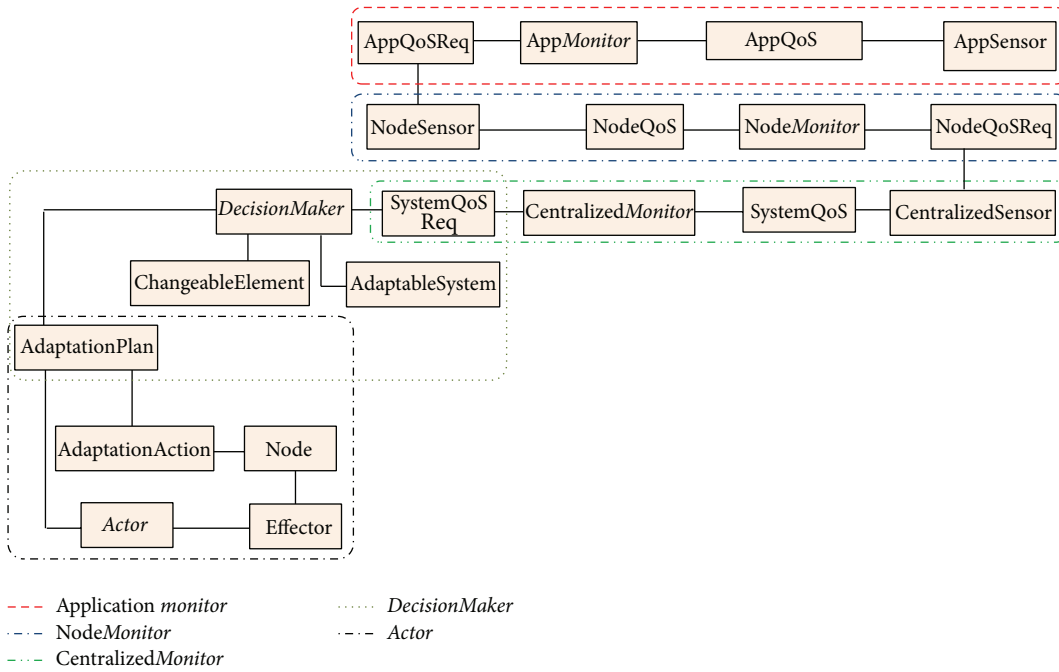 AppQoSReq
AppMonitor
AppQoS
AppSensor
NodeSensor
NodeQoS
NodeMonitor
NodeQoSReq
DecisionMaker
SystemQoS
Req
CentralizedMonitor
SystemQoS
CentralizedSensor
ChangeableElement
AdaptableSystem
AdaptationPlan
AdaptationAction
Node
Actor
Effector
Application monitor
NodeMonitor
CentralizedMonitor
DecisionMaker
Actor